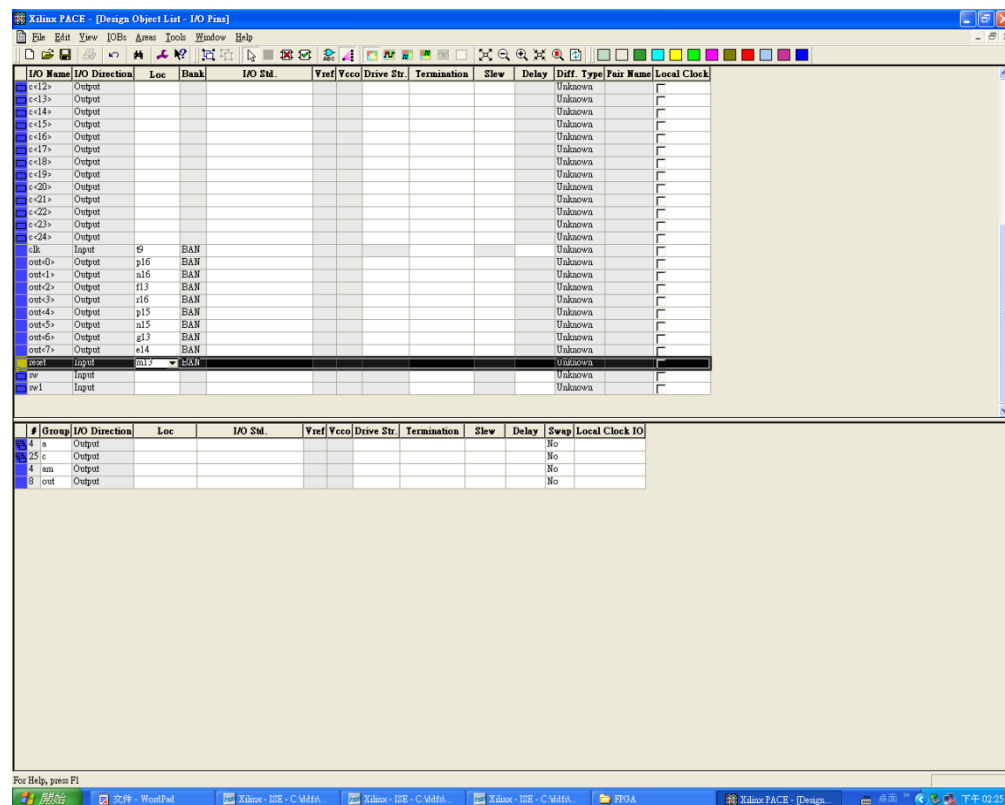 Xilinx PACE - [Design Object List - I/O Pins]
File Edit View IOBs Areas Tools Window Help
I/O Name I/O Direction Loc Bank I/O Std. Vref Vcco Drive Str. Termination Slew Delay Diff. Type Pair Name Local Clock
c<12> Output Unknown
c<13> Output Unknown
c<14> Output Unknown
c<15> Output Unknown
c<16> Output Unknown
c<17> Output Unknown
c<18> Output Unknown
c<19> Output Unknown
c<20> Output Unknown
c<21> Output Unknown
c<22> Output Unknown
c<23> Output Unknown
c<24> Output Unknown
clk Input t9 BAN Unknown
out<0> Output p16 BAN Unknown
out<1> Output n16 BAN Unknown
out<2> Output f13 BAN Unknown
out<3> Output r16 BAN Unknown
out<4> Output p15 BAN Unknown
out<5> Output n15 BAN Unknown
out<6> Output g13 BAN Unknown
out<7> Output e14 BAN Unknown
reset Input m13 BAN Unknown
sw Input Unknown
sw1 Input Unknown
# Group I/O Direction Loc I/O Std. Vref Vcco Drive Str. Termination Slew Delay Swap Local Clock IO
4 a Output No
25 c Output No
4 am Output No
8 out Output No
For Help, press F1
開始 文件 - WordPad Xilinx - ISE - C:\ddfs\... Xilinx - ISE - C:\ddfs\... Xilinx - ISE - C:\ddfs\... FPGA Xilinx PACE - [Design... 桌面 » 下午 02:25